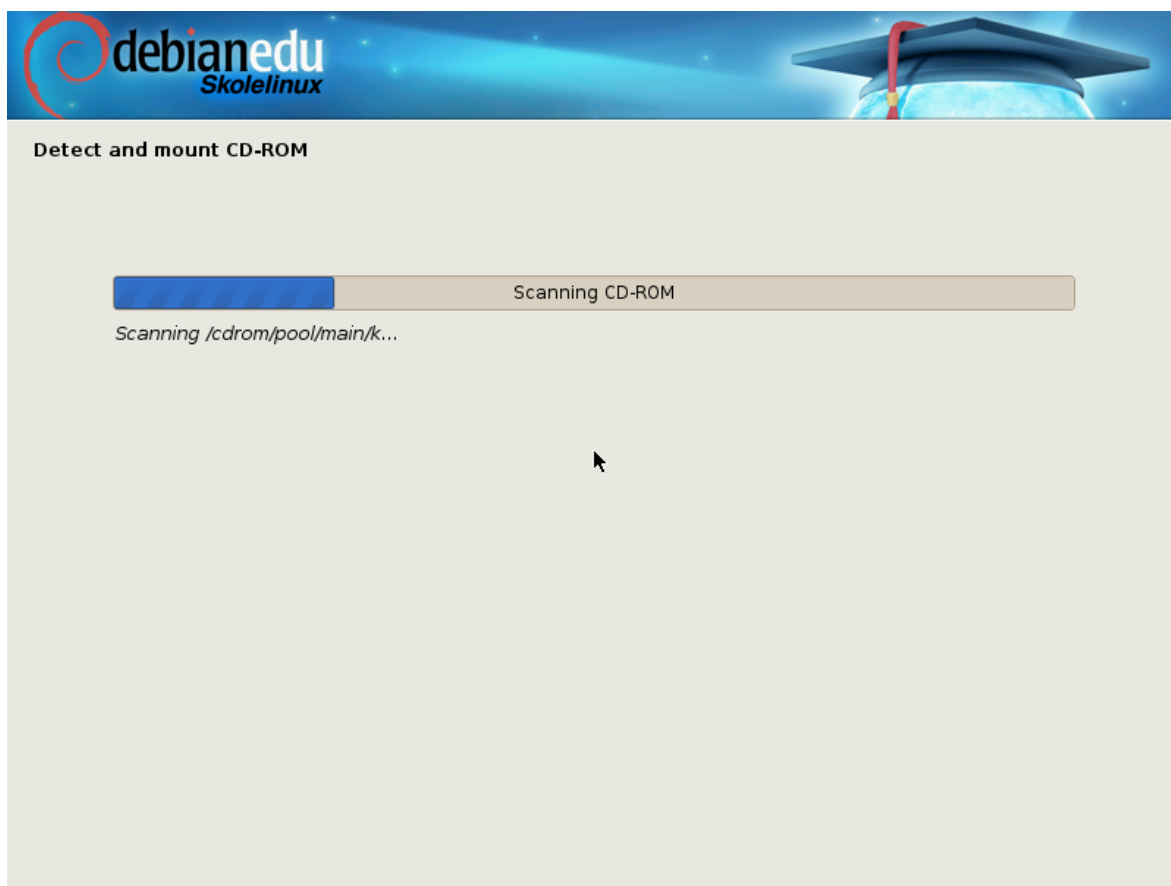 debianedu
Skolelinux
Detect and mount CD-ROM
Scanning CD-ROM
Scanning /cdrom/pool/main/k...